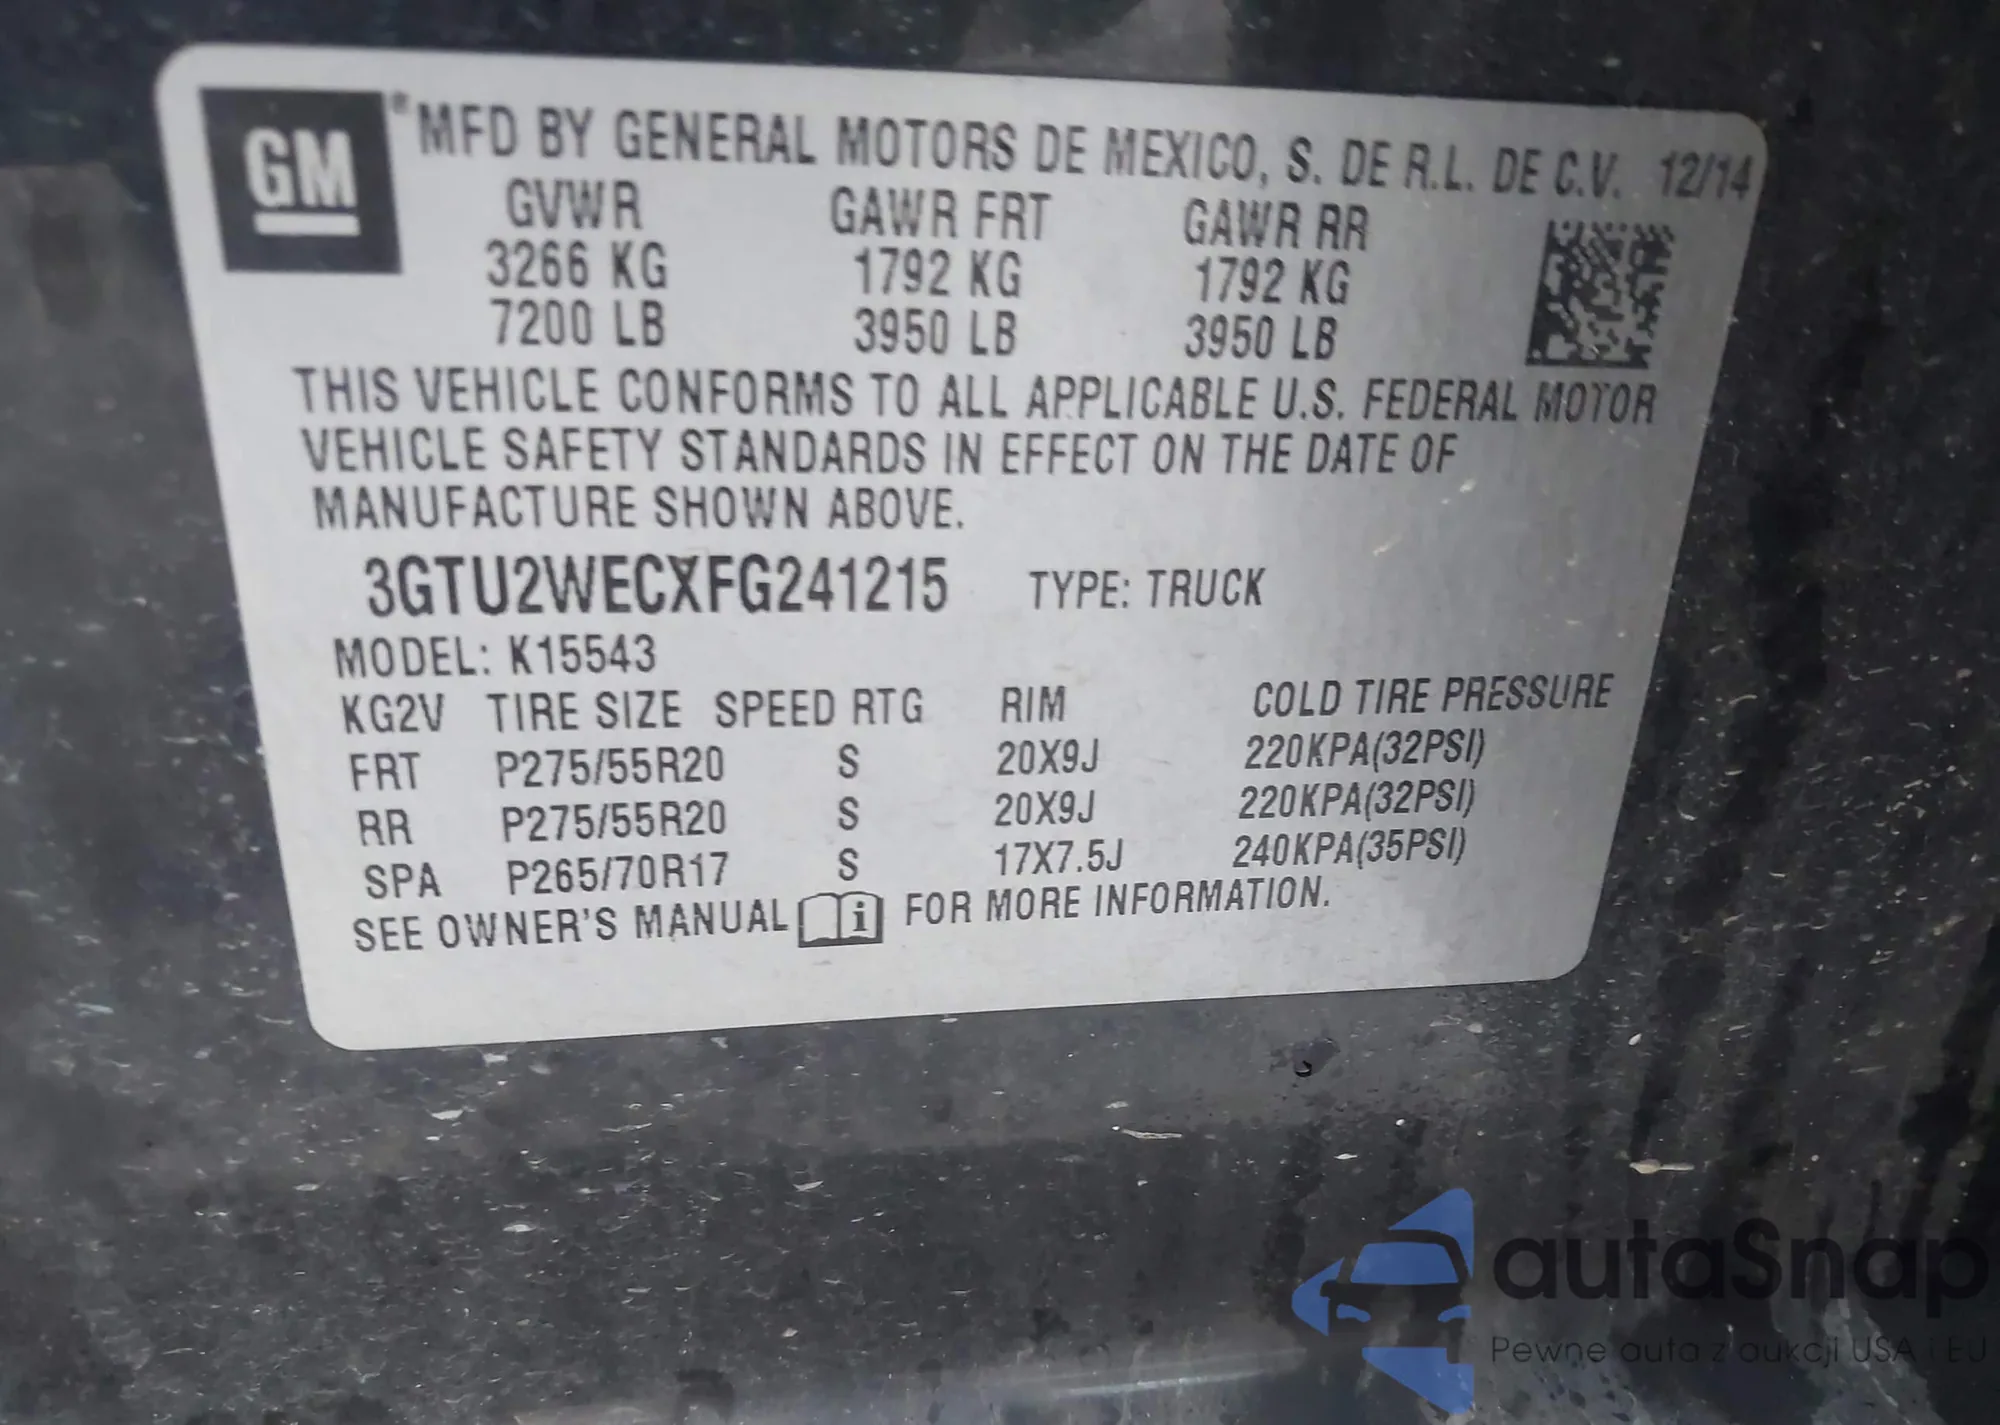 GM® MFD BY GENERAL MOTORS DE MEXICO, S. DE R.L. DE C.V. 12/14
GVWR GAWR FRT GAWR RR
3266 KG 1792 KG 1792 KG
7200 LB 3950 LB 3950 LB
THIS VEHICLE CONFORMS TO ALL APPLICABLE U.S. FEDERAL MOTOR
VEHICLE SAFETY STANDARDS IN EFFECT ON THE DATE OF
MANUFACTURE SHOWN ABOVE.
3GTU2WECXFG241215 TYPE: TRUCK
MODEL: K15543
KG2V TIRE SIZE SPEED RTG RIM COLD TIRE PRESSURE
FRT P275/55R20 S 20X9J 220KPA(32PSI)
RR P275/55R20 S 20X9J 220KPA(32PSI)
SPA P265/70R17 S 17X7.5J 240KPA(35PSI)
SEE OWNER'S MANUAL i FOR MORE INFORMATION.
autaSnap
Pewne auta z aukcji USA i EU